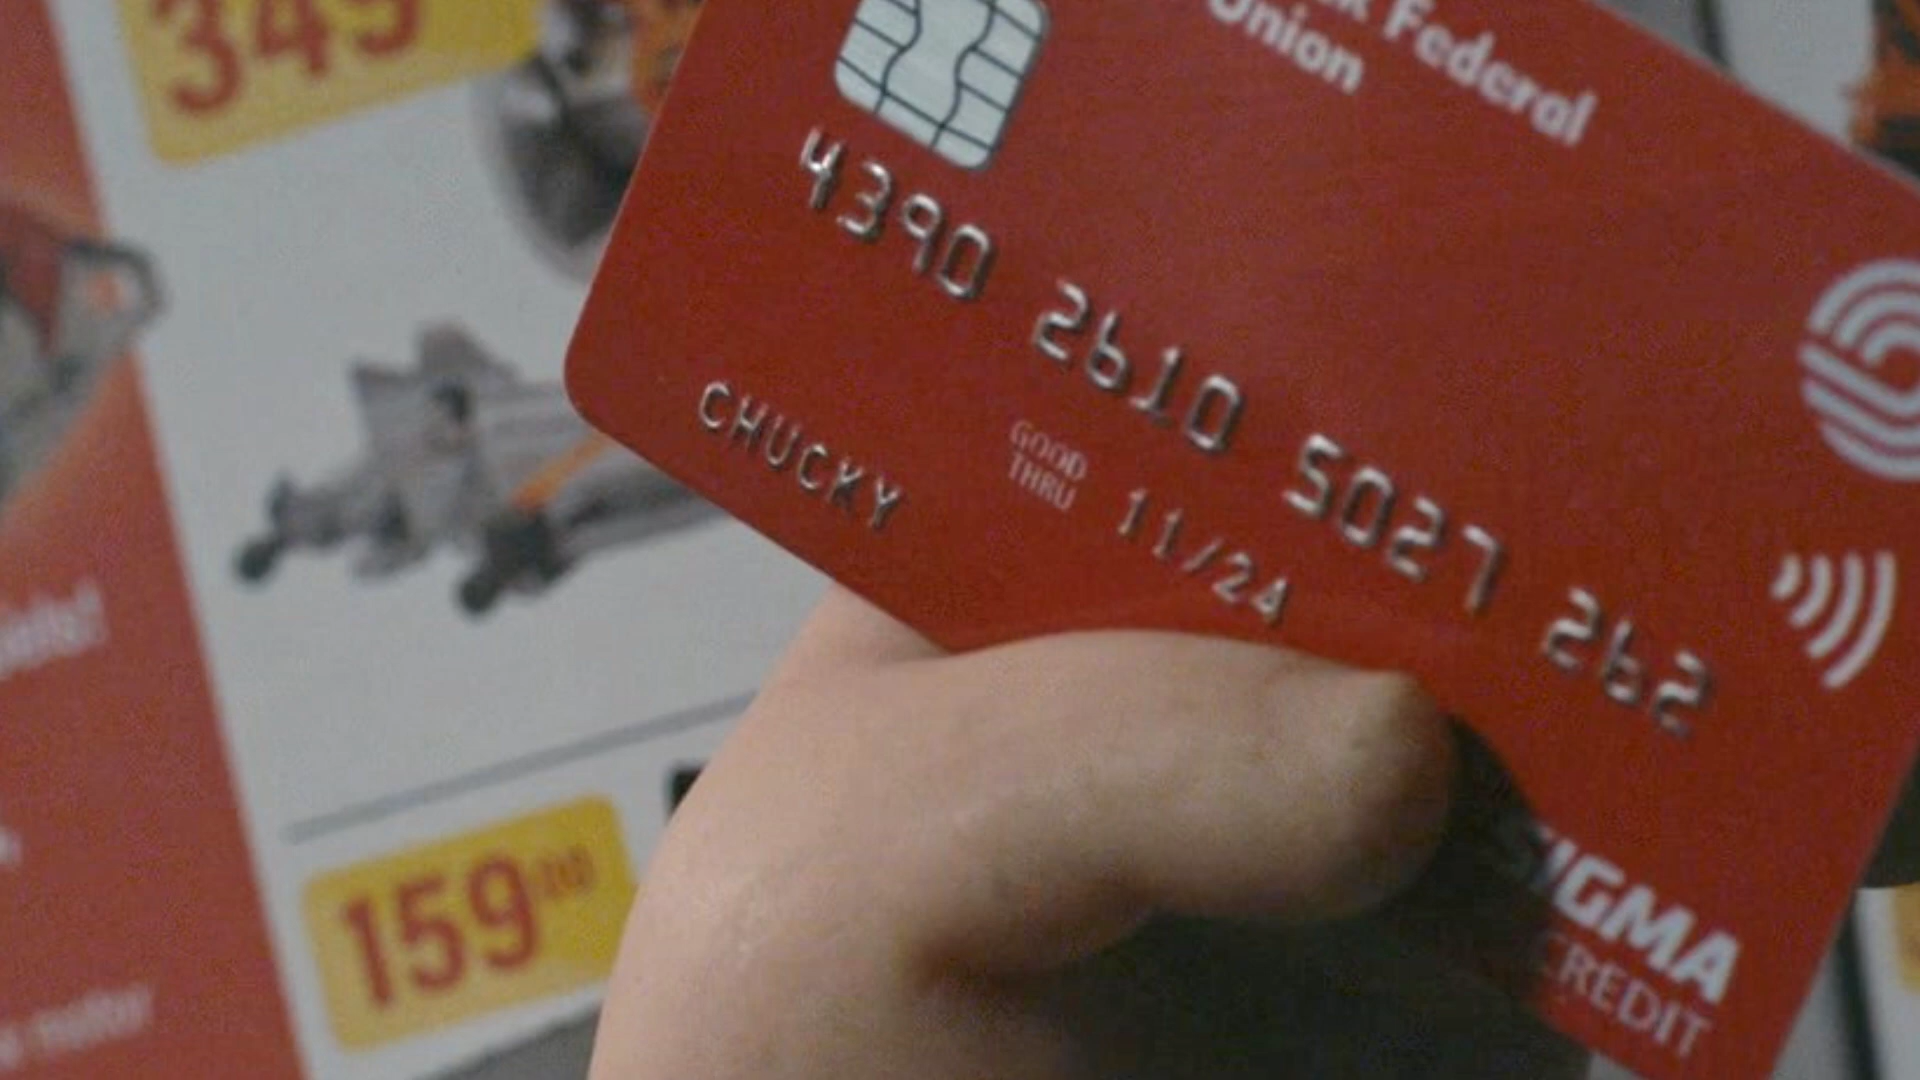 349
Federal
Union
4390 2610 5027 262
GOOD
THRU
11/24
CHUCKY
159
IGMA
CREDIT